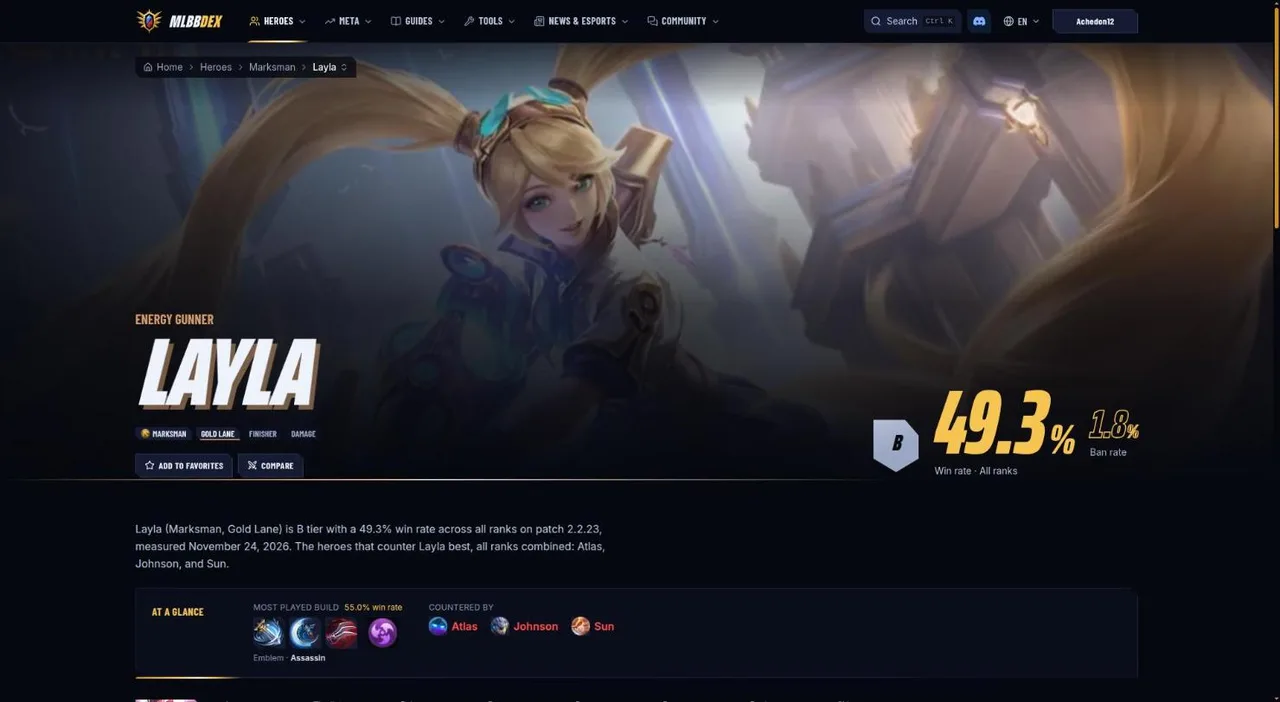 MLBBDEX HEROES META GUIDES TOOLS NEWS & ESPORTS COMMUNITY Search Ctrl K EN Achedon12
Home > Heroes > Marksman > Layla
ENERGY GUNNER
LAYLA
MARKSMAN GOLD LANE FINISHER DAMAGE
ADD TO FAVORITES COMPARE
B
49.3%
Win rate · All ranks
1.8%
Ban rate
Layla (Marksman, Gold Lane) is B tier with a 49.3% win rate across all ranks on patch 2.2.23,
measured November 24, 2026. The heroes that counter Layla best, all ranks combined: Atlas,
Johnson, and Sun.
AT A GLANCE
MOST PLAYED BUILD 55.0% win rate
Emblem · Assassin
COUNTERED BY
Atlas Johnson Sun